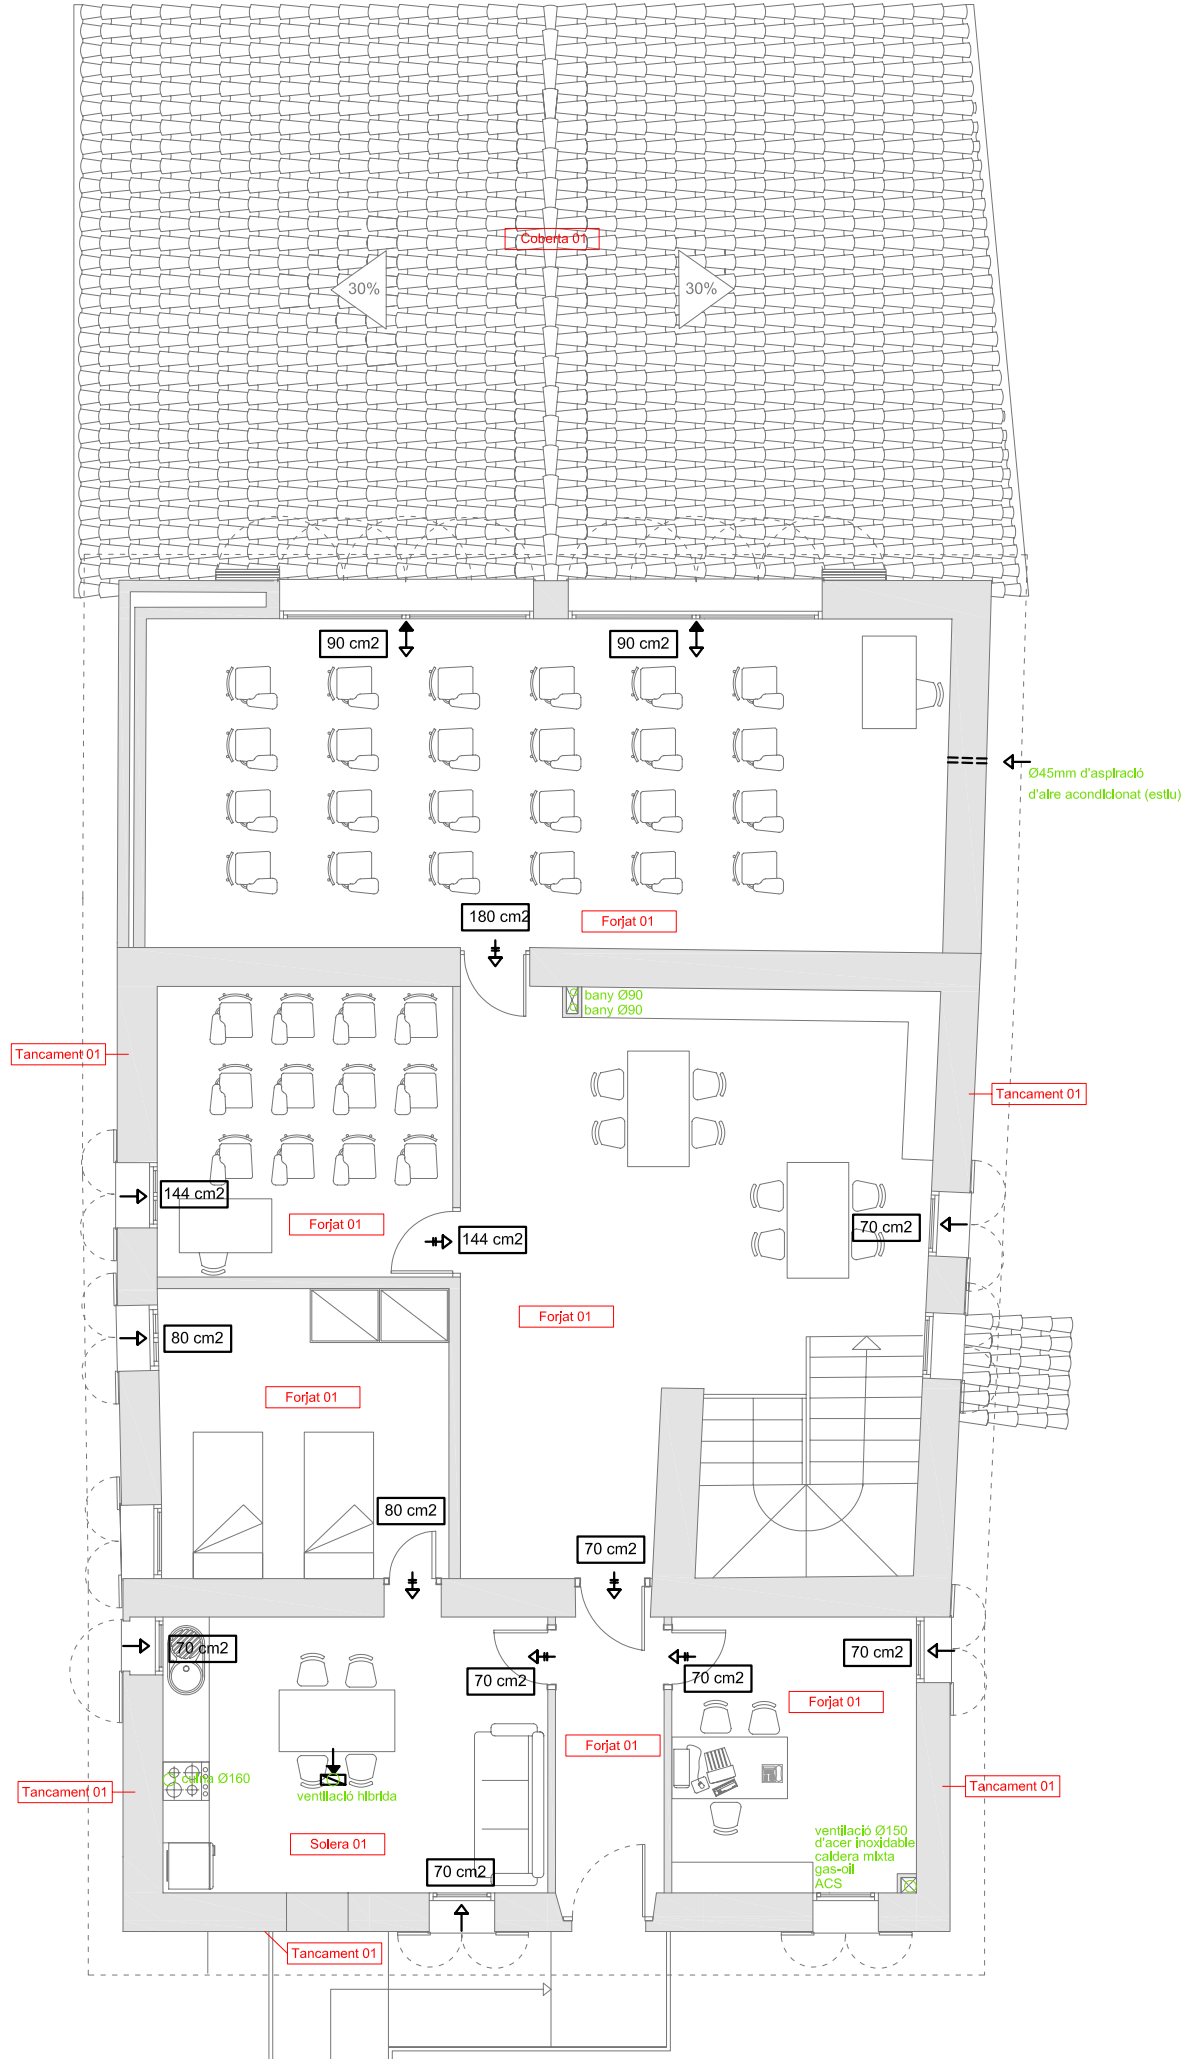 Coberta 01
30%
30%
90 cm2
90 cm2
Ø45mm d'aspiració
d'aire acondicionat (estiu)
180 cm2
Forjat 01
bany Ø90
bany Ø90
Tancament 01
Tancament 01
144 cm2
Forjat 01
144 cm2
70 cm2
Forjat 01
80 cm2
Forjat 01
80 cm2
70 cm2
70 cm2
70 cm2
70 cm2
70 cm2
Forjat 01
Forjat 01
cuina Ø160
Tancament 01
Tancament 01
ventilació hibrida
Solera 01
ventilació Ø150
d'acer inoxidable
caldera mixta
gas-oil
ACS
70 cm2
Tancament 01